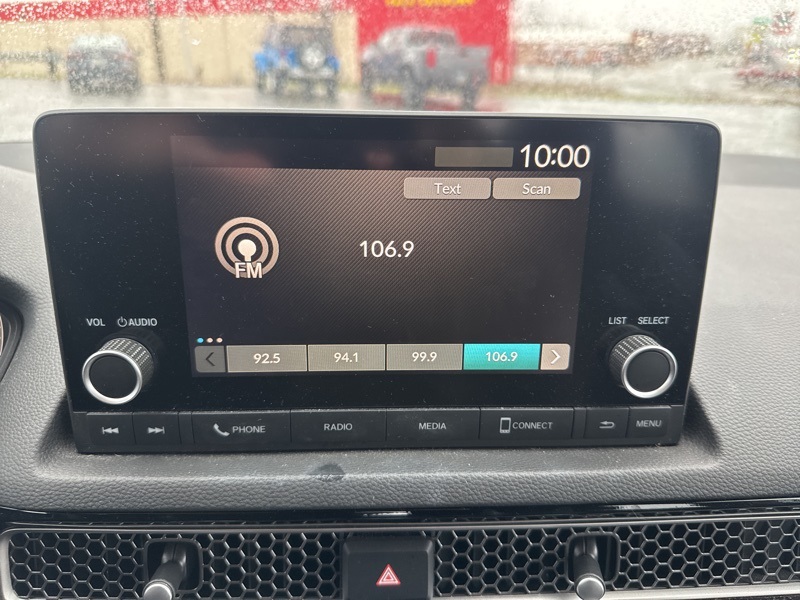 10:00
Text Scan
FM 106.9
VOL AUDIO LIST SELECT
92.5 94.1 99.9 106.9
PHONE RADIO MEDIA CONNECT MENU